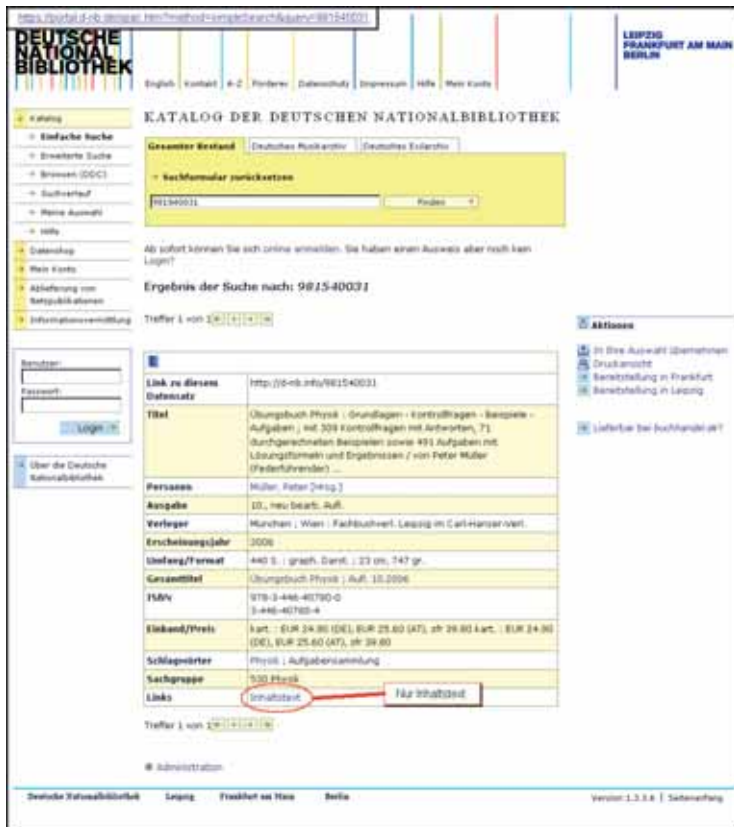 https://portal.d-nb.de/opac.htm?method=simpleSearch&query=981540031
DEUTSCHE
NATIONAL
BIBLIOTHEK
LEIPZIG
FRANKFURT AM MAIN
BERLIN
English | Kontakt | A-Z | Förderer | Datenschutz | Impressum | Hilfe | Mein Konto
Katalog
Einfache Suche
Erweiterte Suche
Browsen (DDC)
Suchverlauf
Meine Auswahl
Hilfe
Datenshop
Mein Konto
Ablieferung von
Netzpublikationen
Informationsvermittlung
Benutzer:
Passwort:
Login
Über die Deutsche
Nationalbibliothek
KATALOG DER DEUTSCHEN NATIONALBIBLIOTHEK
Gesamter Bestand | Deutsches Musikarchiv | Deutsches Exilarchiv
Suchformular zurücksetzen
981540031 Finden
Ab sofort können Sie sich online anmelden. Sie haben einen Ausweis aber noch kein
Login?
Ergebnis der Suche nach: 981540031
Treffer 1 von 1
Link zu diesem http://d-nb.info/981540031
Datensatz
Titel Übungsbuch Physik : Grundlagen - Kontrollfragen - Beispiele -
Aufgaben ; mit 309 Kontrollfragen mit Antworten, 71
durchgerechneten Beispielen sowie 491 Aufgaben mit
Lösungsformeln und Ergebnissen / von Peter Müller
(Federführender) ...
Personen Müller, Peter [Hrsg.]
Ausgabe 10., neu bearb. Aufl.
Verleger München ; Wien : Fachbuchverl. Leipzig im Carl-Hanser-Verl.
Erscheinungsjahr 2006
Umfang/Format 440 S. : graph. Darst. ; 23 cm, 747 gr.
Gesamttitel Übungsbuch Physik ; Aufl. 10.2006
ISBN 978-3-446-40780-0
3-446-40780-4
Einband/Preis kart. : EUR 24.90 (DE), EUR 25.60 (AT), sfr 39.80 kart. : EUR 24.90
(DE), EUR 25.60 (AT), sfr 39.80
Schlagwörter Physik ; Aufgabensammlung
Sachgruppe 530 Physik
Links Inhaltstext
Nur Inhaltstext
Treffer 1 von 1
Administration
Aktionen
In Ihre Auswahl übernehmen
Druckansicht
Bereitstellung in Frankfurt
Bereitstellung in Leipzig
Lieferbar bei buchhandel.de?
Deutsche Nationalbibliothek Leipzig Frankfurt am Main Berlin
Version 1.3.3.6 | Seitenanfang